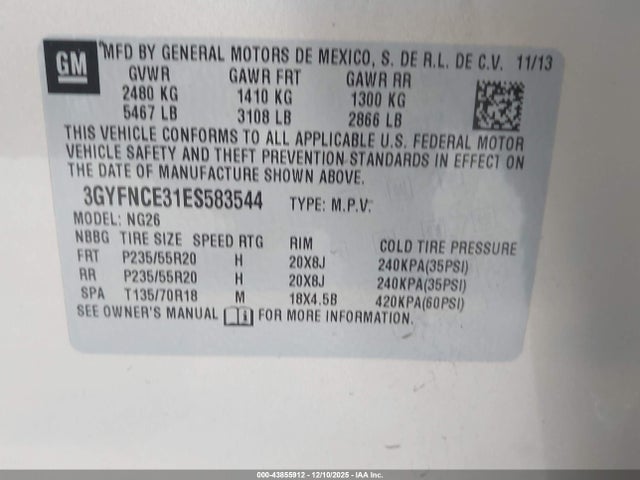 GM
MFD BY GENERAL MOTORS DE MEXICO, S. DE R.L. DE C.V. 11/13
GVWR GAWR FRT GAWR RR
2480 KG 1410 KG 1300 KG
5467 LB 3108 LB 2866 LB
THIS VEHICLE CONFORMS TO ALL APPLICABLE U.S. FEDERAL MOTOR
VEHICLE SAFETY AND THEFT PREVENTION STANDARDS IN EFFECT ON
THE DATE OF MANUFACTURE SHOWN ABOVE.
3GYFNCE31ES583544 TYPE: M.P.V.
MODEL: NG26
NBBG TIRE SIZE SPEED RTG RIM COLD TIRE PRESSURE
FRT P235/55R20 H 20X8J 240KPA(35PSI)
RR P235/55R20 H 20X8J 240KPA(35PSI)
SPA T135/70R18 M 18X4.5B 420KPA(60PSI)
SEE OWNER'S MANUAL FOR MORE INFORMATION.
000-43855912 - 12/10/2025 - IAA Inc.